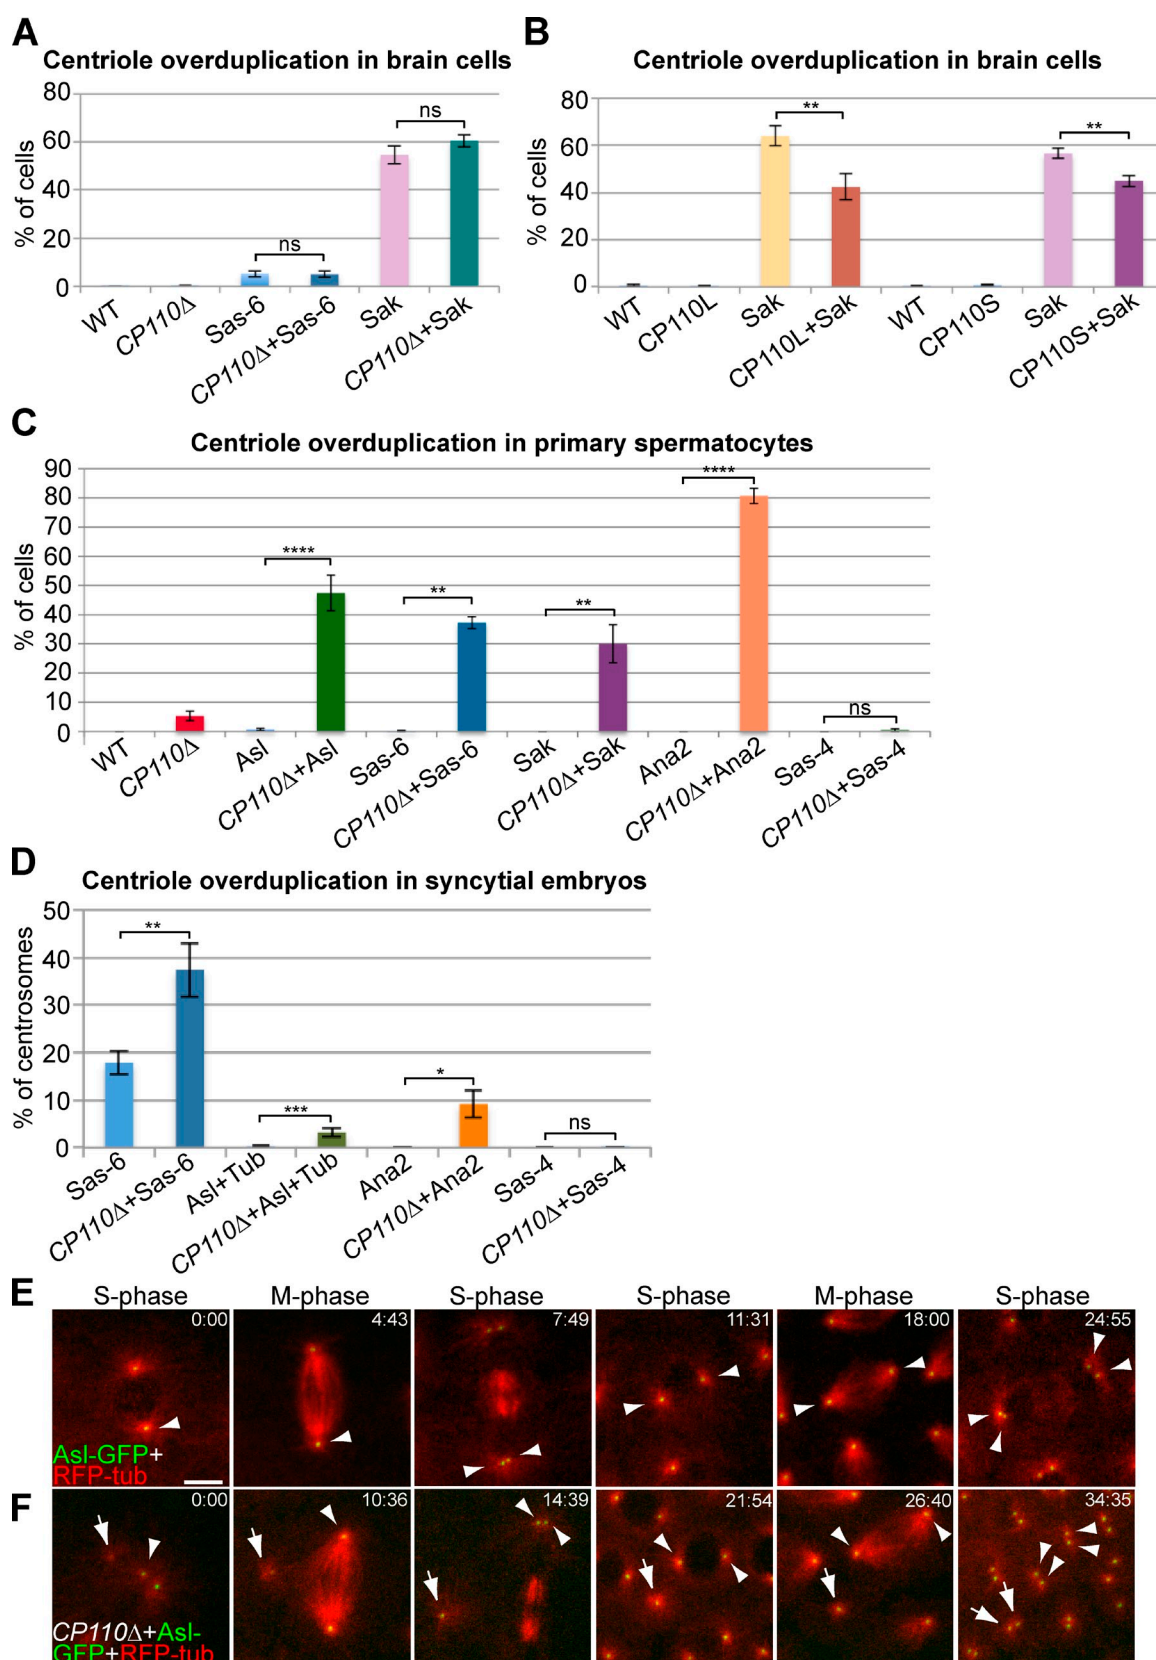 A
Centriole overduplication in brain cells
80
60
40
20
0
% of cells
ns
ns
WT
CP110Δ
Sas-6
CP110Δ+Sas-6
Sak
CP110Δ+Sak
B
Centriole overduplication in brain cells
80
60
40
20
0
% of cells
**
**
WT
CP110L
Sak
CP110L+Sak
WT
CP110S
Sak
CP110S+Sak
C
Centriole overduplication in primary spermatocytes
90
80
70
60
50
40
30
20
10
0
% of cells
****
**
**
****
ns
WT
CP110Δ
Asl
CP110Δ+Asl
Sas-6
CP110Δ+Sas-6
Sak
CP110Δ+Sak
Ana2
CP110Δ+Ana2
Sas-4
CP110Δ+Sas-4
D
Centriole overduplication in syncytial embryos
50
40
30
20
10
0
% of centrosomes
**
***
*
ns
Sas-6
CP110Δ+Sas-6
Asl+Tub
CP110Δ+Asl+Tub
Ana2
CP110Δ+Ana2
Sas-4
CP110Δ+Sas-4
E
S-phase M-phase S-phase S-phase M-phase S-phase
0:00 4:43 7:49 11:31 18:00 24:55
Asl-GFP+
RFP-tub
F
0:00 10:36 14:39 21:54 26:40 34:35
CP110Δ+Asl-
GFP+RFP-tub